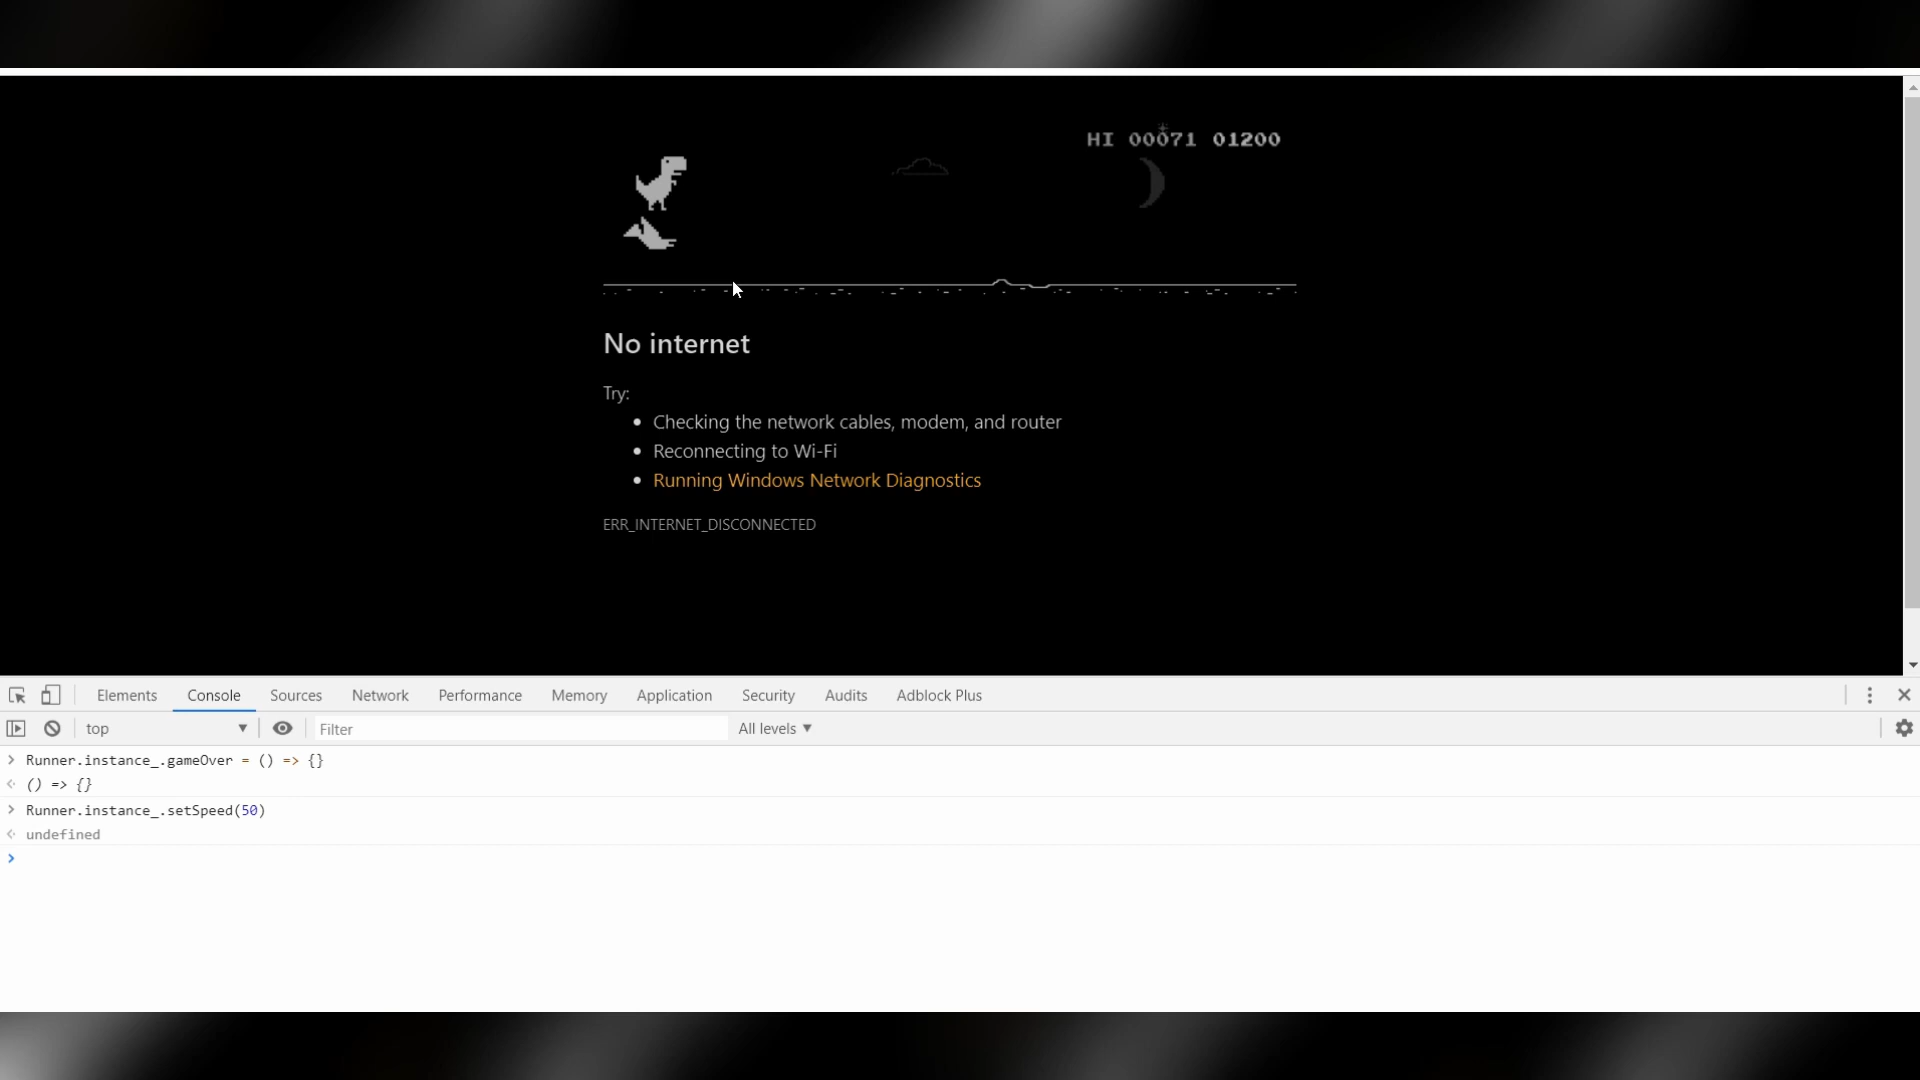 HI 00071 01200
No internet
Try:
Checking the network cables, modem, and router
Reconnecting to Wi-Fi
Running Windows Network Diagnostics
ERR_INTERNET_DISCONNECTED
Elements Console Sources Network Performance Memory Application Security Audits Adblock Plus
top Filter All levels
Runner.instance_.gameOver = () => {}
() => {}
Runner.instance_.setSpeed(50)
undefined